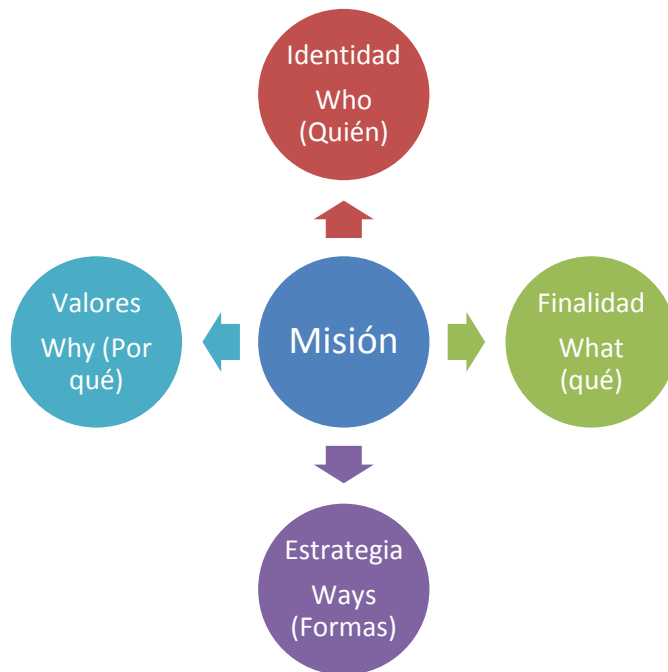 Identidad
Who
(Quién)
Valores
Why (Por
qué)
Misión
Finalidad
What
(qué)
Estrategia
Ways
(Formas)